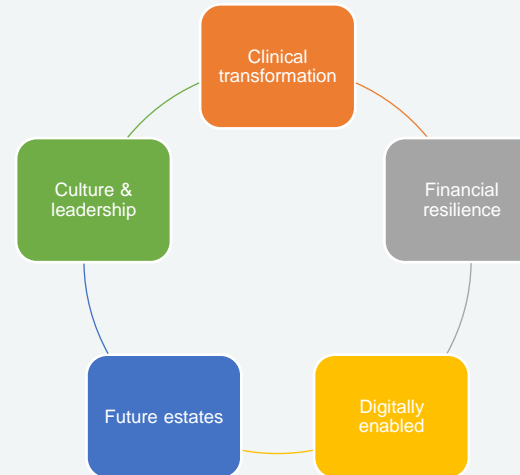 Clinical
transformation
Financial
resilience
Digitally
enabled
Future estates
Culture &
leadership